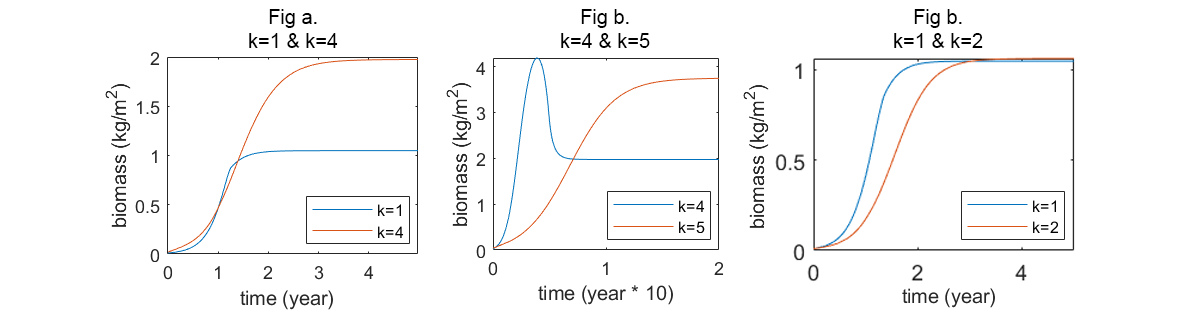 Fig a.
k=1 & k=4
biomass (kg/m²)
2
1.5
1
0.5
0
0 1 2 3 4
time (year)
k=1
k=4
Fig b.
k=4 & k=5
biomass (kg/m²)
4
3
2
1
0
0 1 2
time (year * 10)
k=4
k=5
Fig b.
k=1 & k=2
biomass (kg/m²)
1
0.5
0
0 2 4
time (year)
k=1
k=2